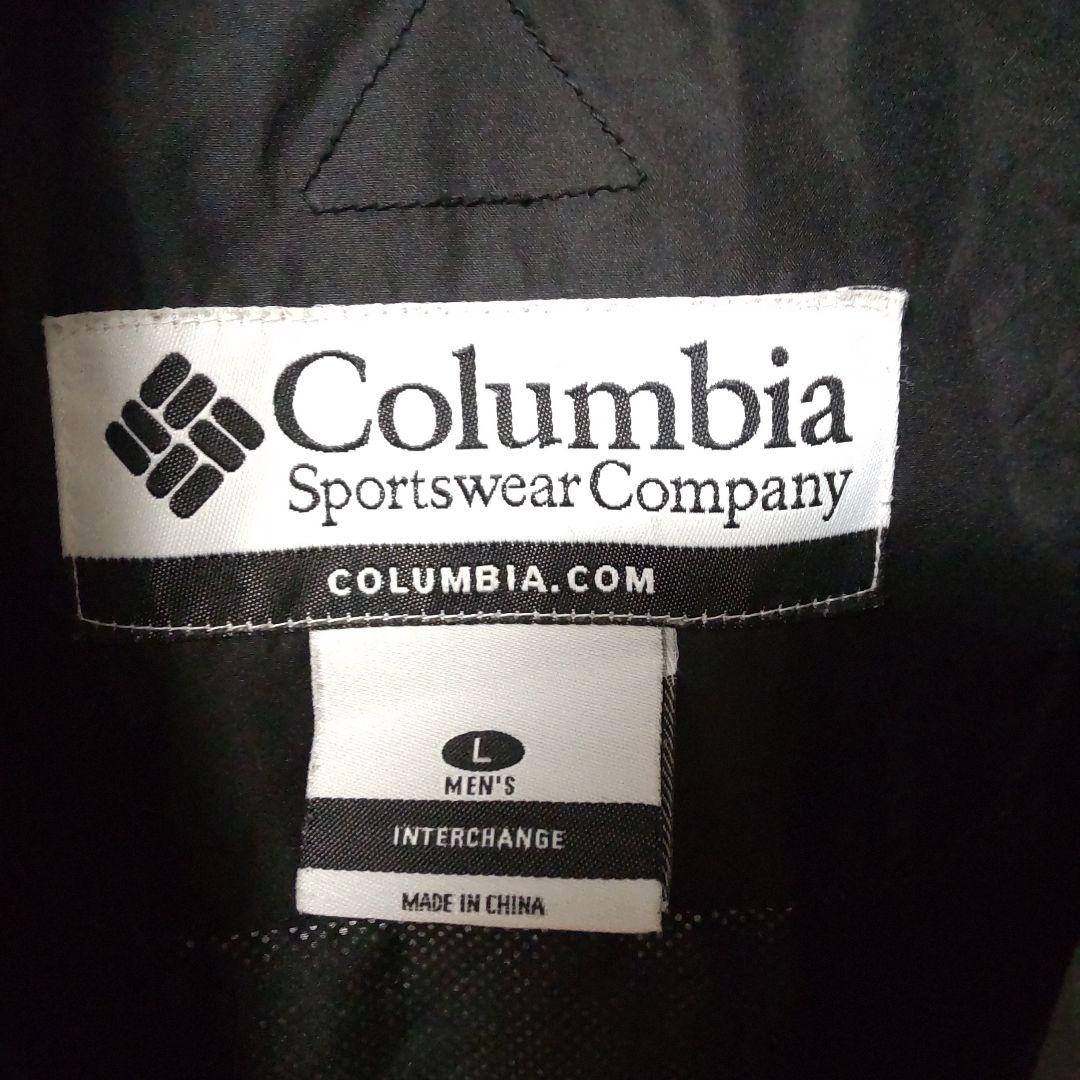 Columbia
Sportswear Company
COLUMBIA.COM
L
MEN'S
INTERCHANGE
MADE IN CHINA